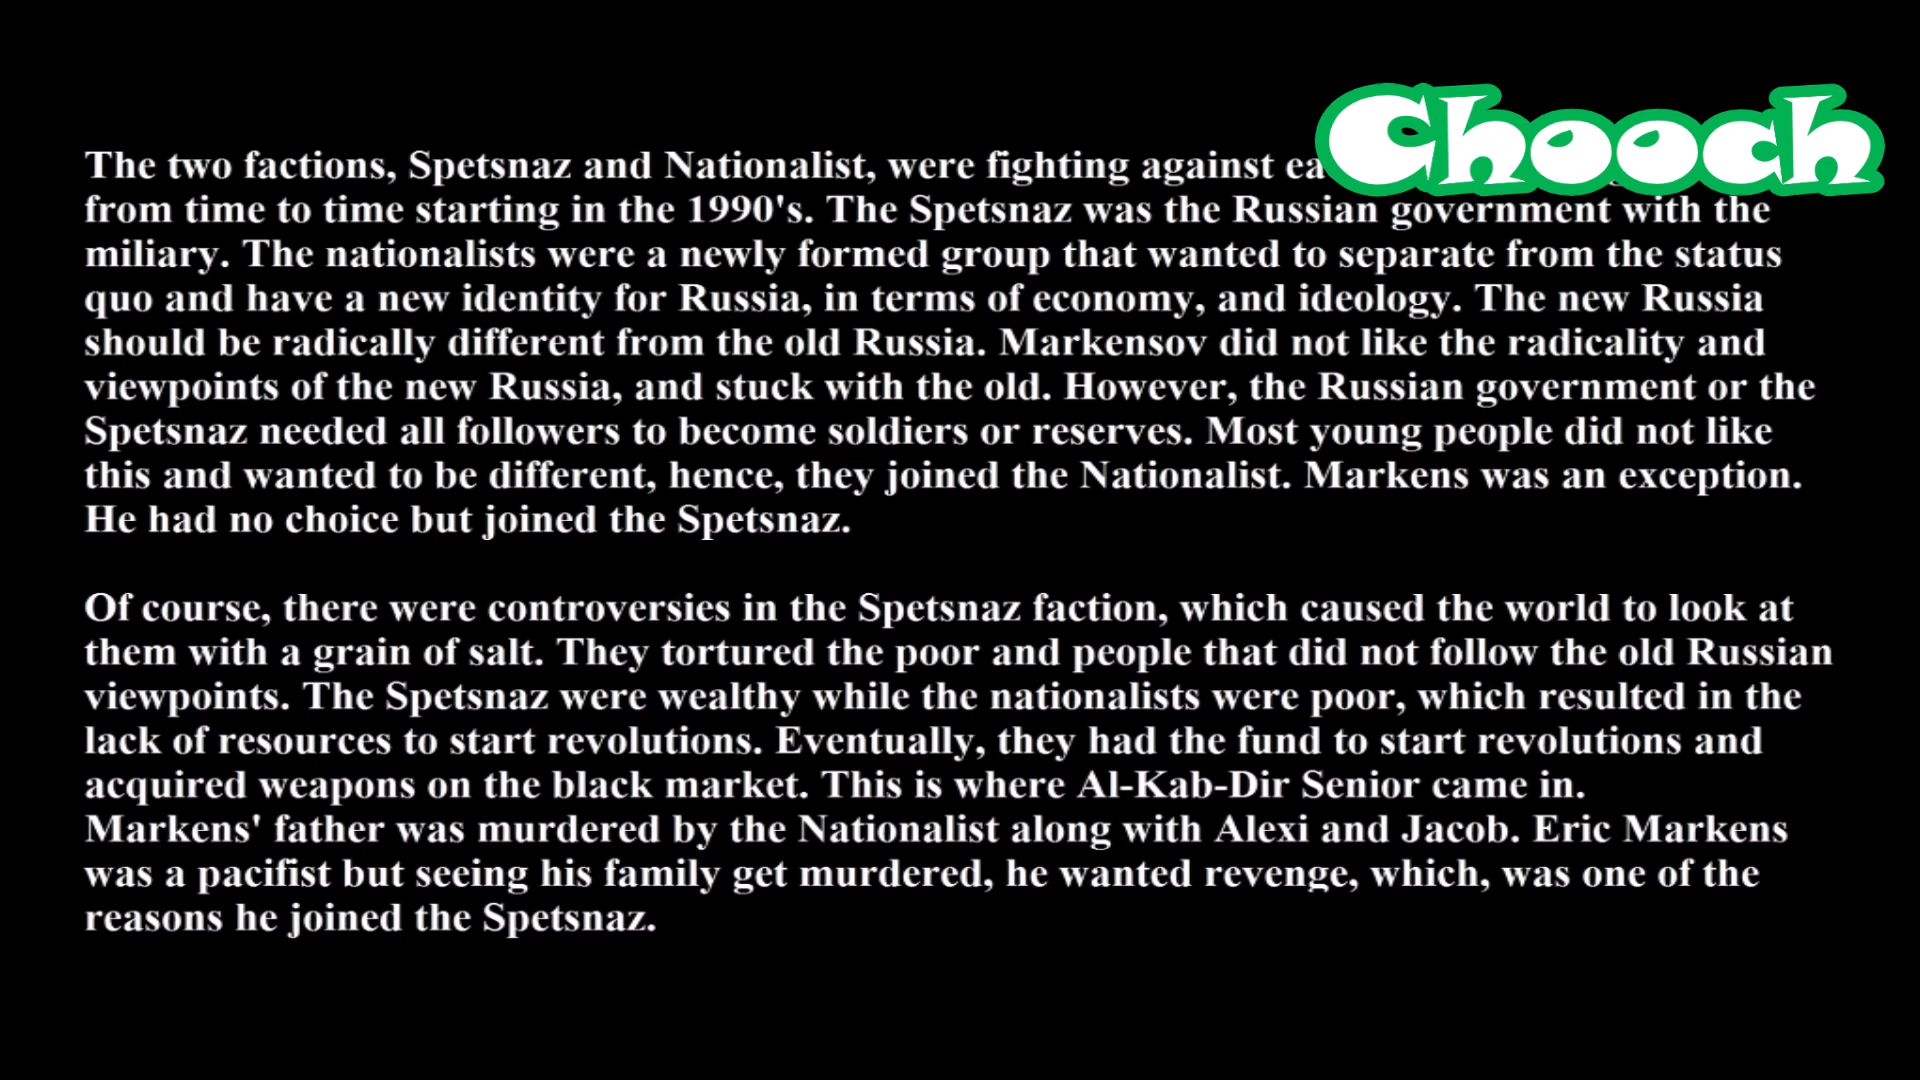 Chooch
The two factions, Spetsnaz and Nationalist, were fighting against
from time to time starting in the 1990's. The Spetsnaz was the Russian government with the
miliary. The nationalists were a newly formed group that wanted to separate from the status
quo and have a new identity for Russia, in terms of economy, and ideology. The new Russia
should be radically different from the old Russia. Markensov did not like the radicality and
viewpoints of the new Russia, and stuck with the old. However, the Russian government or the
Spetsnaz needed all followers to become soldiers or reserves. Most young people did not like
this and wanted to be different, hence, they joined the Nationalist. Markens was an exception.
He had no choice but joined the Spetsnaz.
Of course, there were controversies in the Spetsnaz faction, which caused the world to look at
them with a grain of salt. They tortured the poor and people that did not follow the old Russian
viewpoints. The Spetsnaz were wealthy while the nationalists were poor, which resulted in the
lack of resources to start revolutions. Eventually, they had the fund to start revolutions and
acquired weapons on the black market. This is where Al-Kab-Dir Senior came in.
Markens' father was murdered by the Nationalist along with Alexi and Jacob. Eric Markens
was a pacifist but seeing his family get murdered, he wanted revenge, which, was one of the
reasons he joined the Spetsnaz.